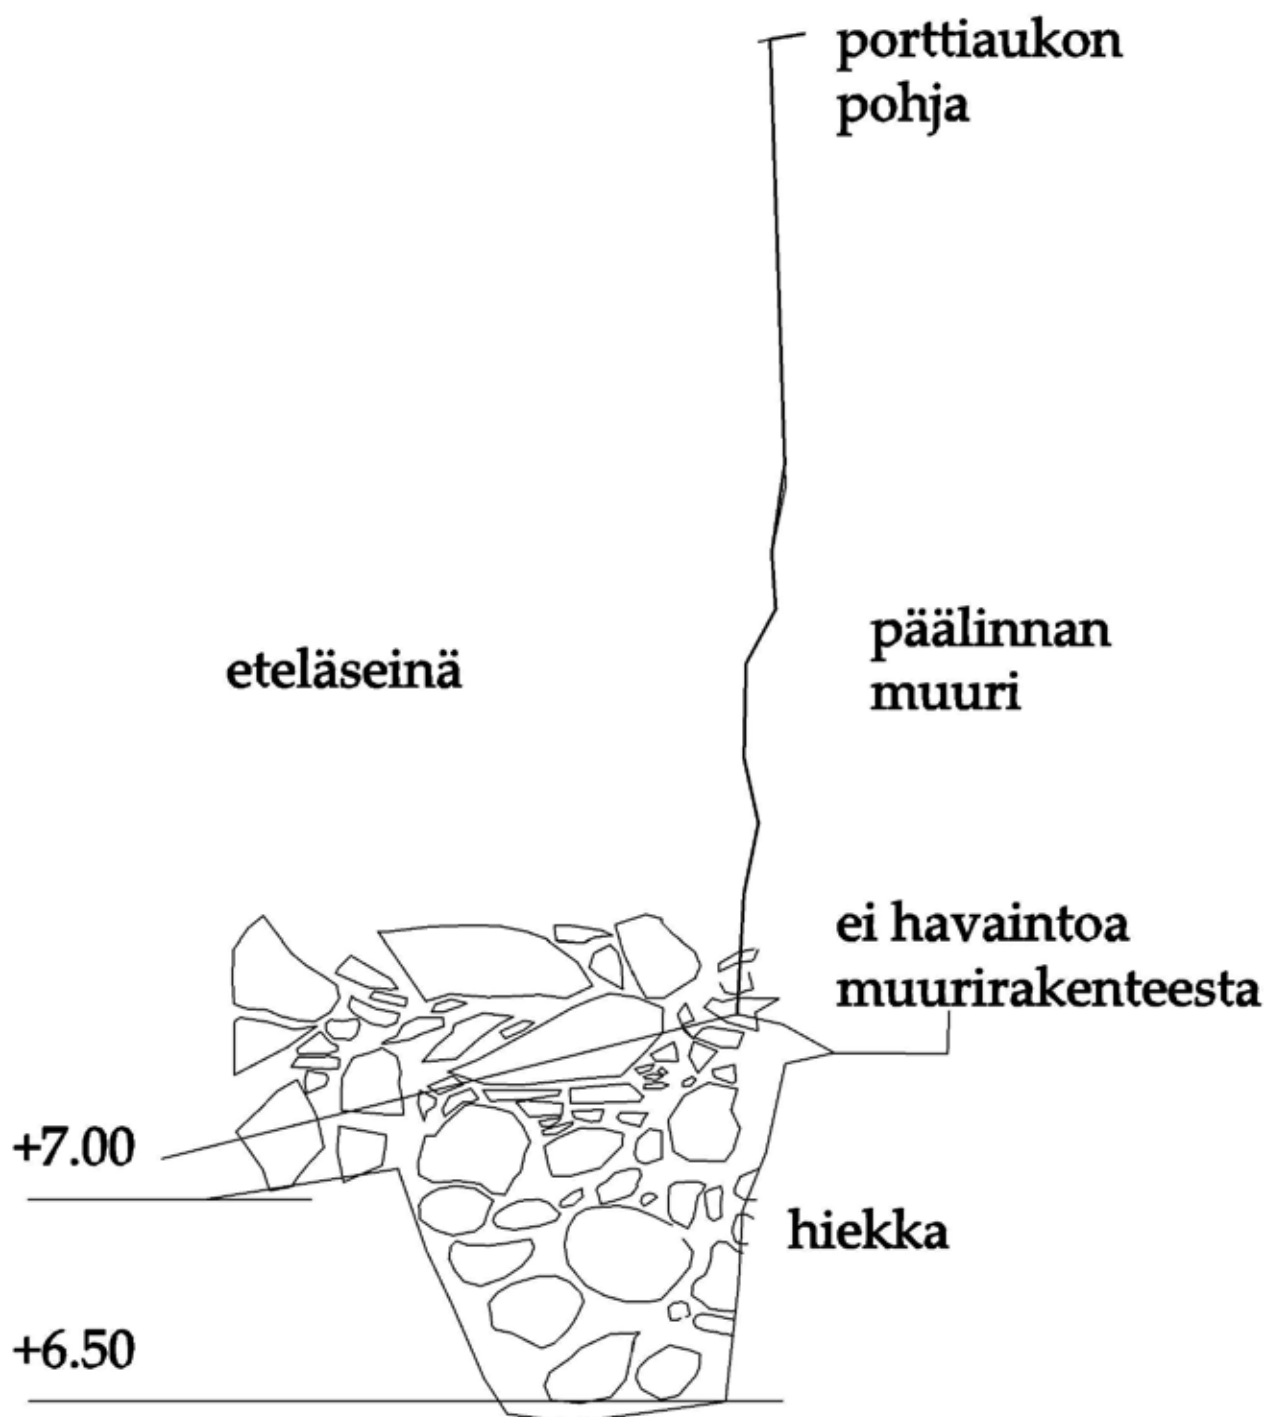 porttiaukon
pohja
päälinnan
muuri
eteläseinä
ei havaintoa
muurirakenteesta
+7.00
hiekka
+6.50